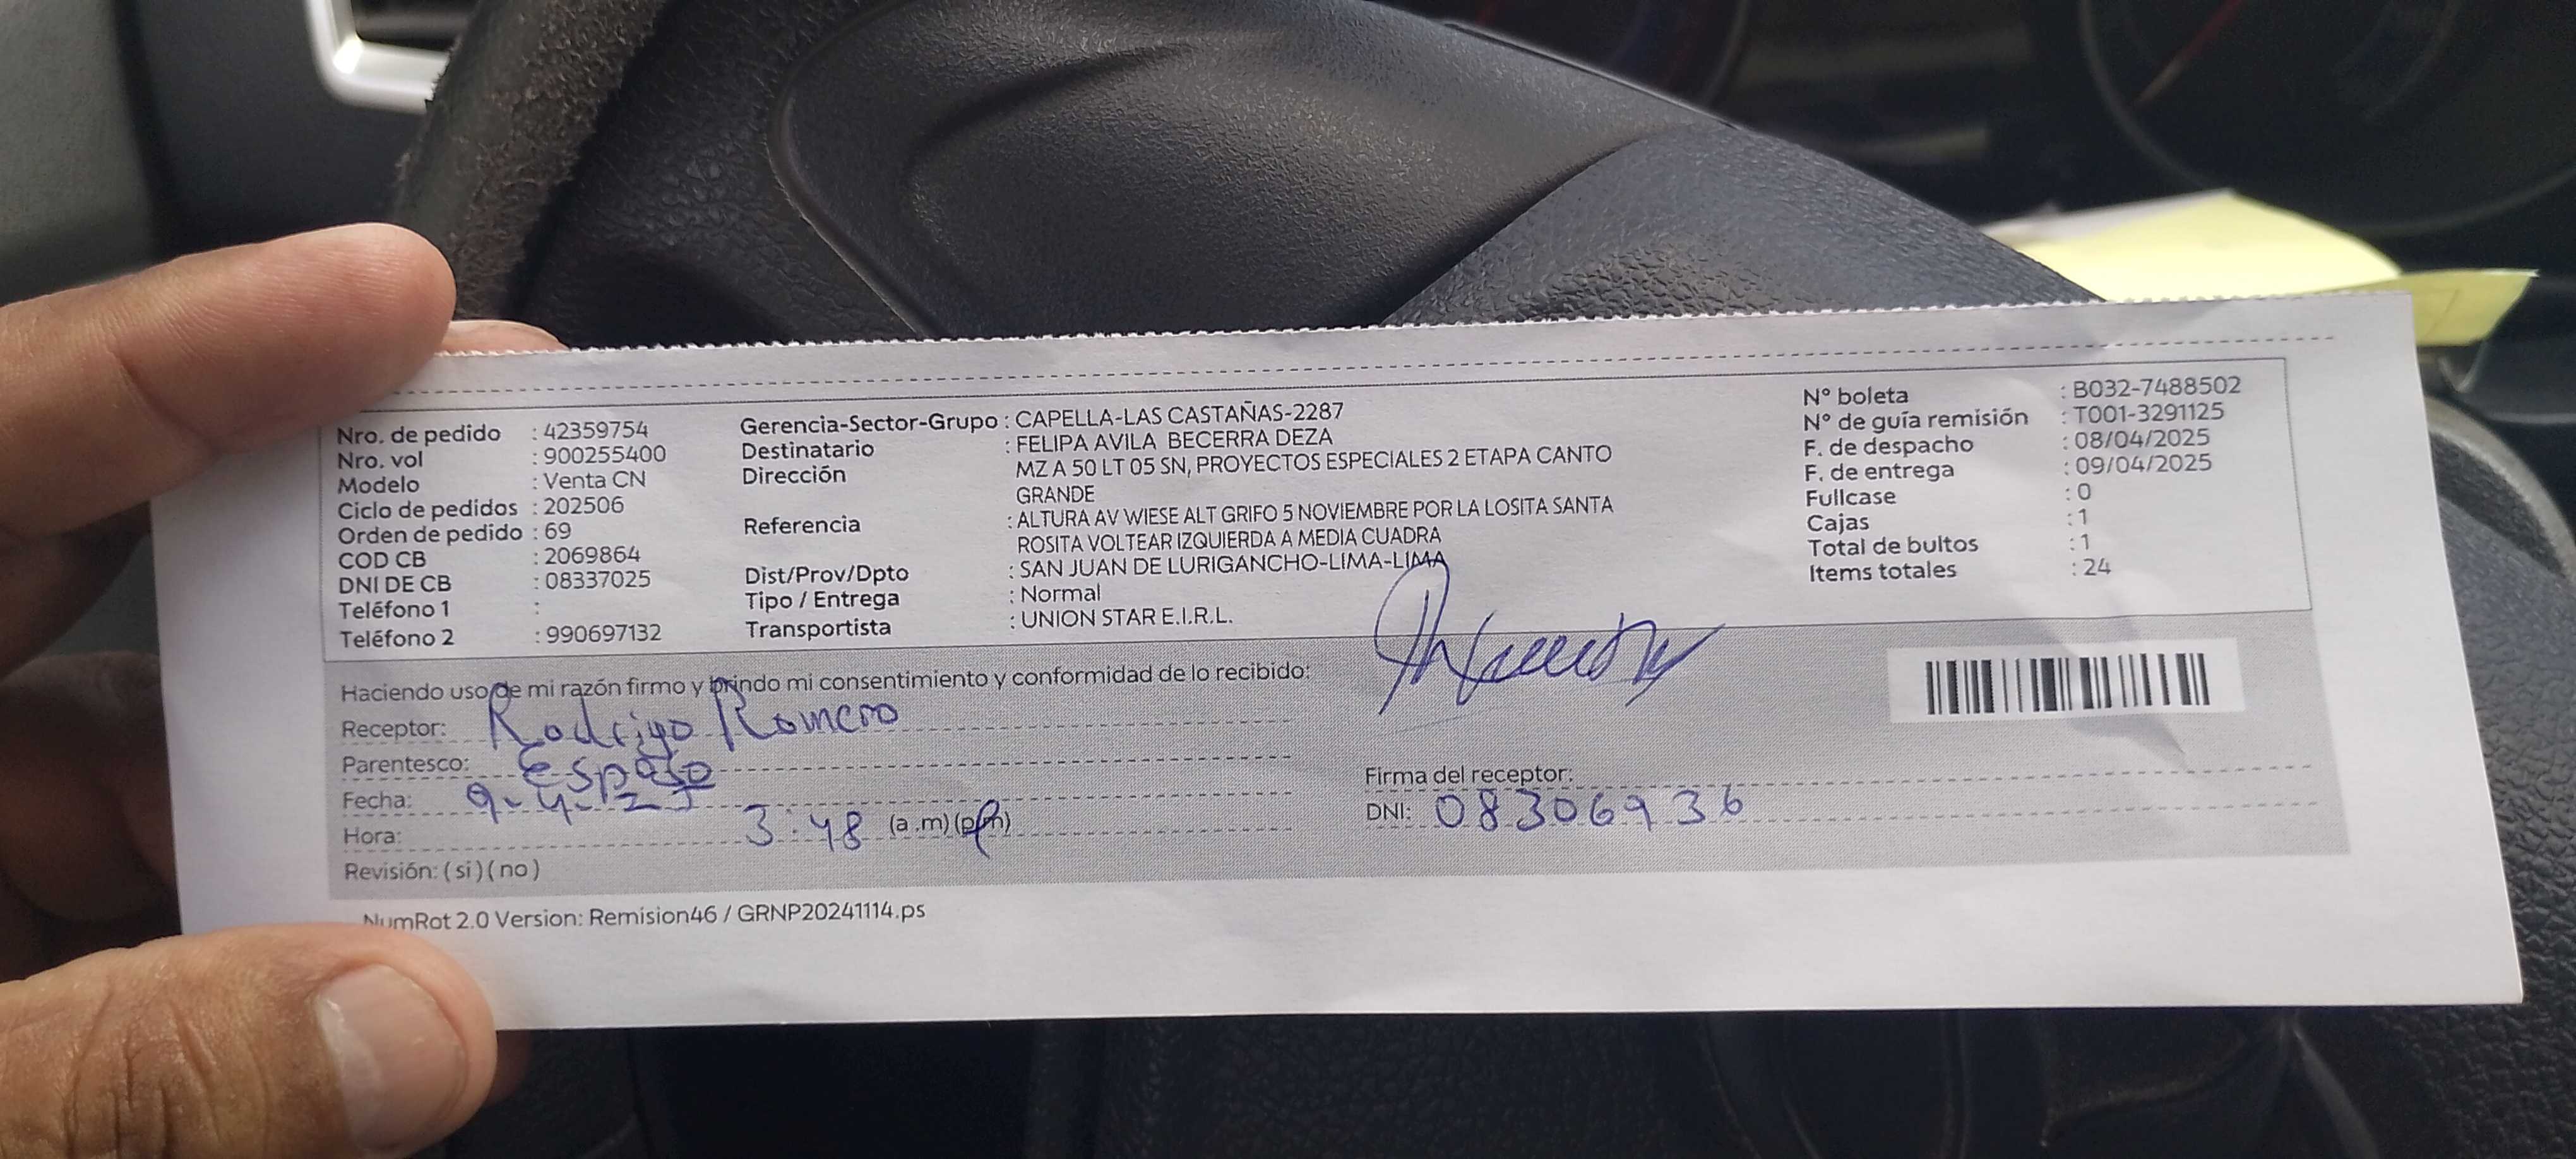 Nro. de pedido : 42359754
Nro. vol : 900255400
Modelo : Venta CN
Ciclo de pedidos : 202506
Orden de pedido : 69
COD CB : 2069864
DNI DE CB : 08337025
Teléfono 1 :
Teléfono 2 : 990697132
Gerencia-Sector-Grupo : CAPELLA-LAS CASTAÑAS-2287
Destinatario : FELIPA AVILA BECERRA DEZA
Dirección MZ A 50 LT 05 SN, PROYECTOS ESPECIALES 2 ETAPA CANTO
GRANDE
Referencia : ALTURA AV WIESE ALT GRIFO 5 NOVIEMBRE POR LA LOSITA SANTA
ROSITA VOLTEAR IZQUIERDA A MEDIA CUADRA
Dist/Prov/Dpto : SAN JUAN DE LURIGANCHO-LIMA-LIMA
Tipo / Entrega : Normal
Transportista : UNION STAR E.I.R.L.
N° boleta : B032-7488502
N° de guía remisión : T001-3291125
F. de despacho : 08/04/2025
F. de entrega : 09/04/2025
Fullcase : 0
Cajas : 1
Total de bultos : 1
Items totales : 24
Haciendo uso de mi razón firmo y brindo mi consentimiento y conformidad de lo recibido:
Receptor: Rodrigo Romero
Parentesco: Esposo
Fecha: 9-4-25
Hora: 3:48 (a .m) (p.m)
Revisión: ( si ) ( no )
Firma del receptor:
DNI: 08306936
NumRot 2.0 Version: Remision46 / GRNP20241114.ps